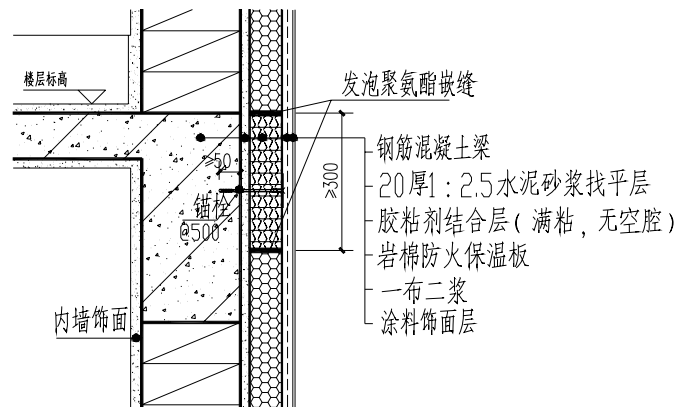 楼层标高
发泡聚氨酯嵌缝
钢筋混凝土梁
≥50
≥300
20厚1：2.5水泥砂浆找平层
锚栓
@500
胶粘剂结合层(满粘，无空腔)
岩棉防火保温板
一布二浆
内墙饰面
涂料饰面层